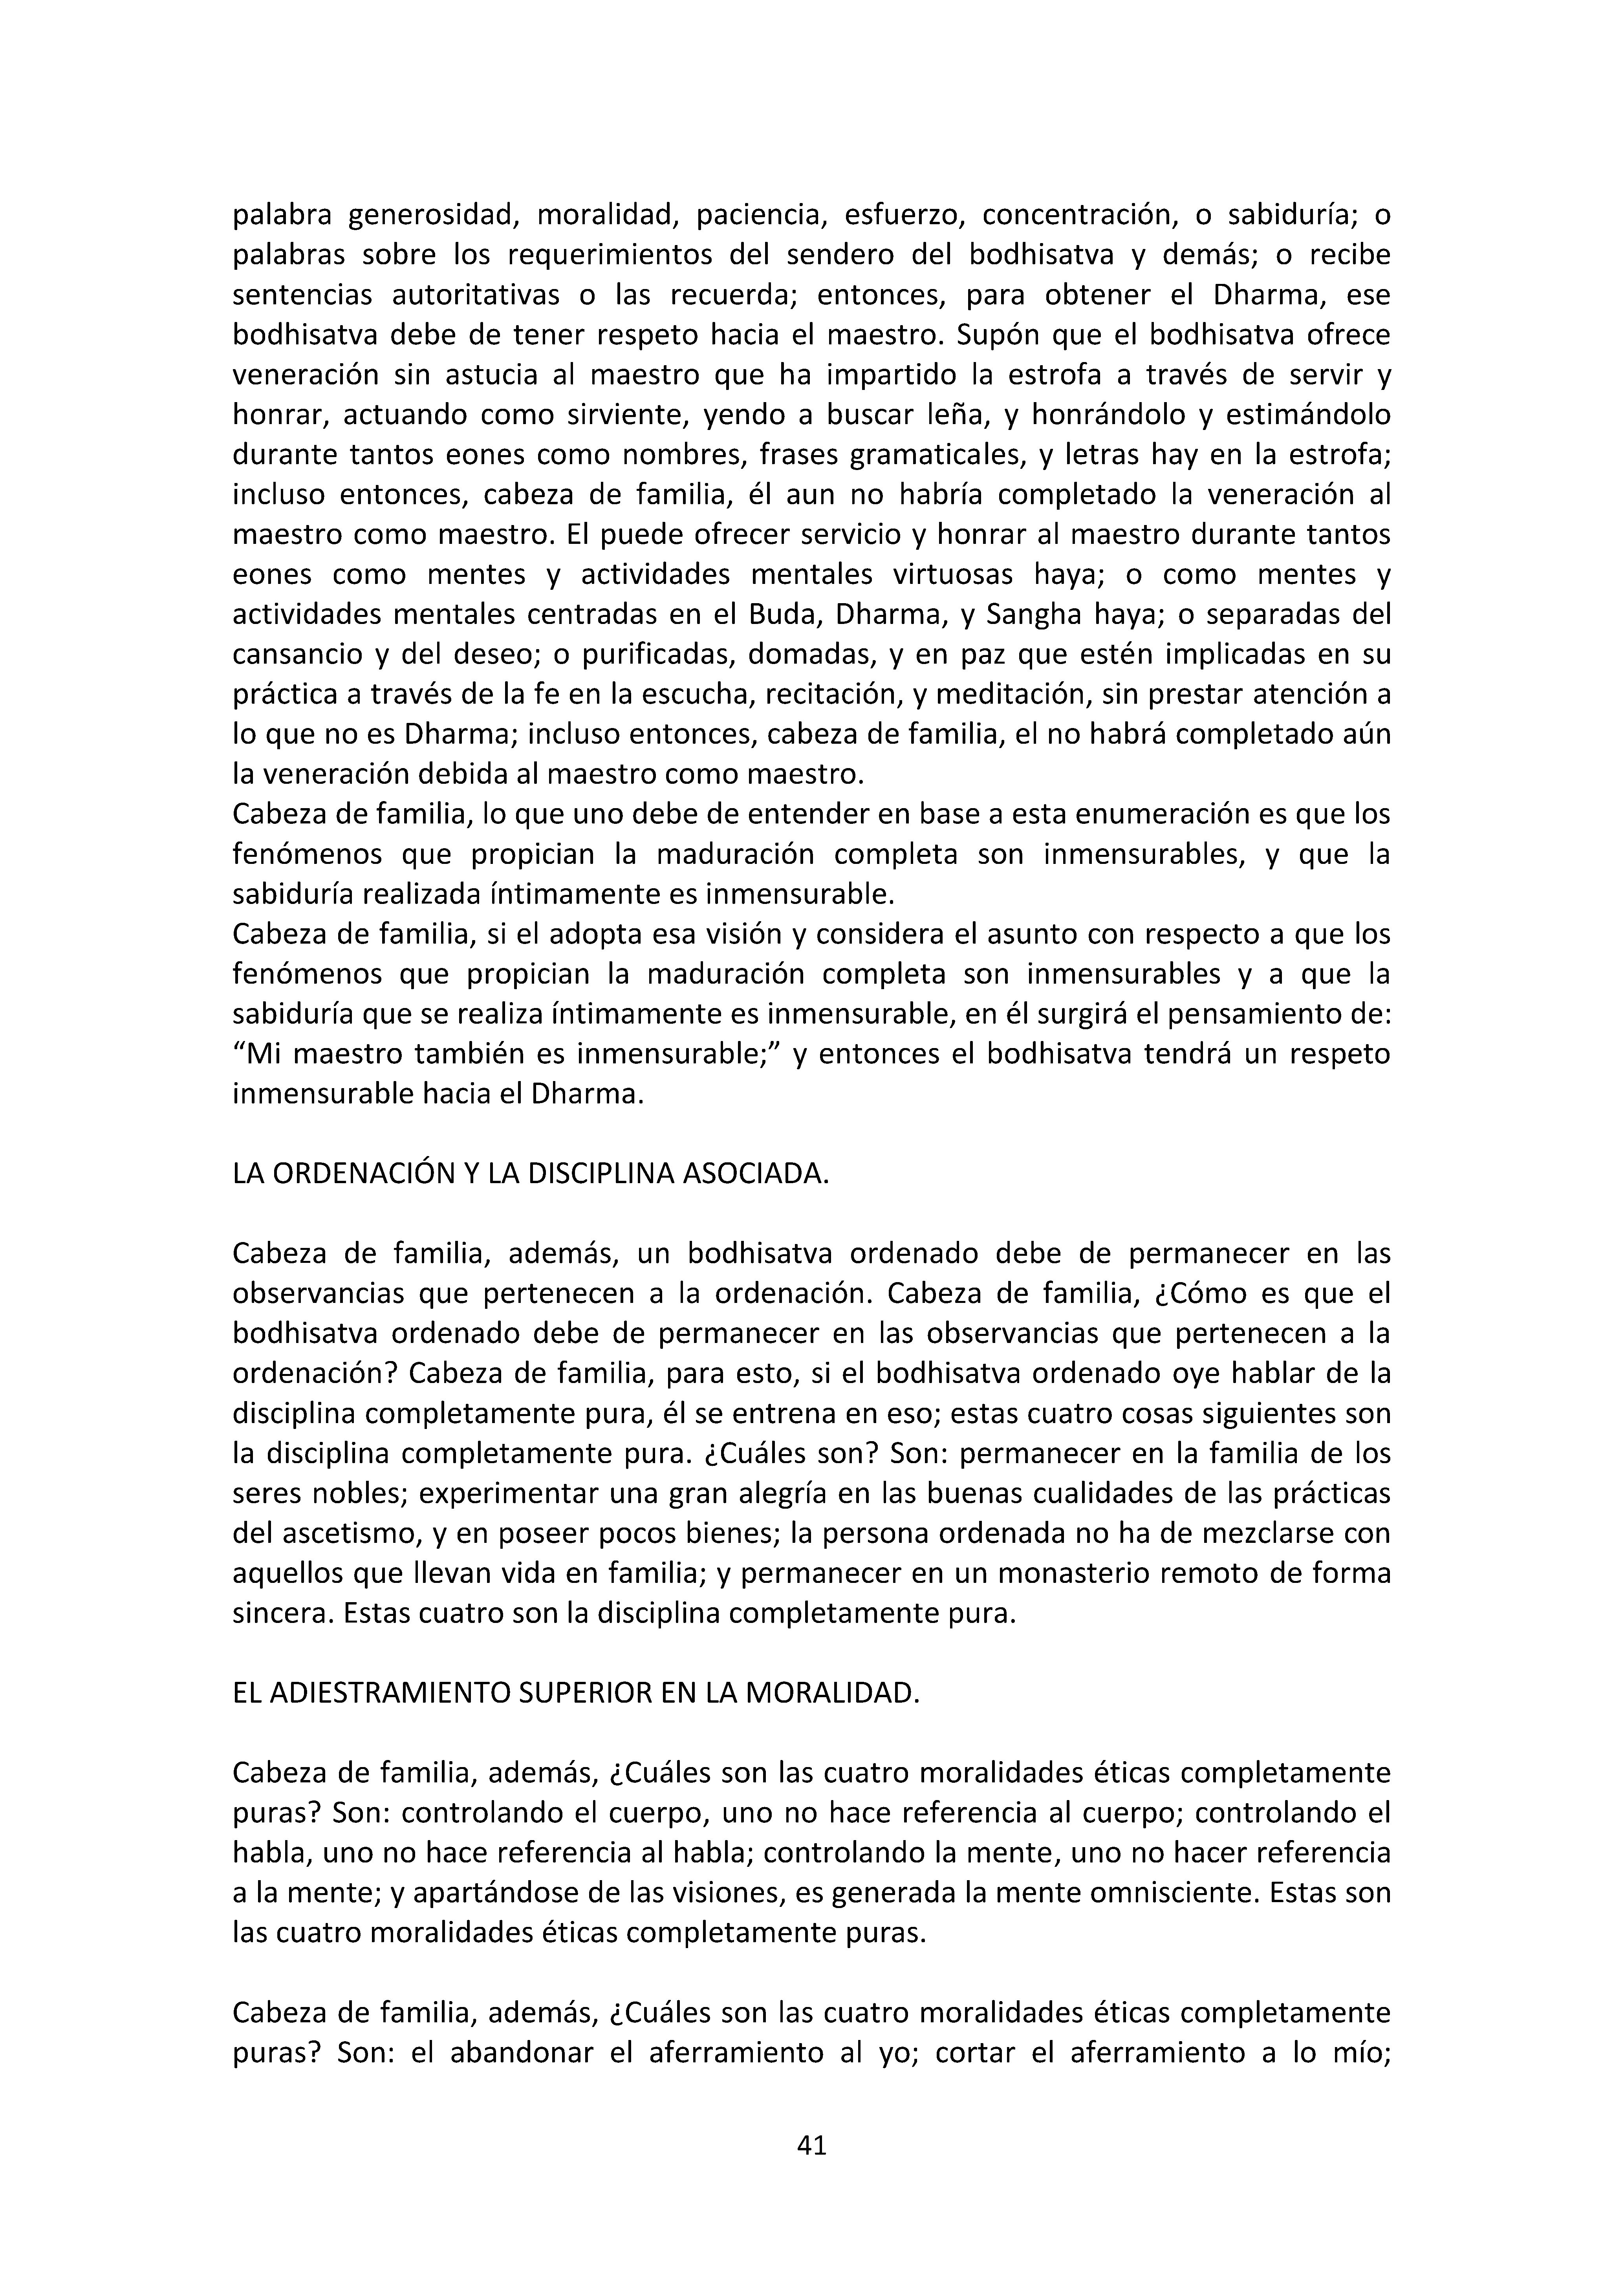 palabra generosidad, moralidad, paciencia, esfuerzo, concentración, o sabiduría; o
palabras sobre los requerimientos del sendero del bodhisatva y demás; o recibe
sentencias autoritativas o las recuerda; entonces, para obtener el Dharma, ese
bodhisatva debe de tener respeto hacia el maestro. Supón que el bodhisatva ofrece
veneración sin astucia al maestro que ha impartido la estrofa a través de servir y
honrar, actuando como sirviente, yendo a buscar leña, y honrándolo y estimándolo
durante tantos eones como nombres, frases gramaticales, y letras hay en la estrofa;
incluso entonces, cabeza de familia, él aun no habría completado la veneración al
maestro como maestro. El puede ofrecer servicio y honrar al maestro durante tantos
eones como mentes y actividades mentales virtuosas haya; o como mentes y
actividades mentales centradas en el Buda, Dharma, y Sangha haya; o separadas del
cansancio y del deseo; o purificadas, domadas, y en paz que estén implicadas en su
práctica a través de la fe en la escucha, recitación, y meditación, sin prestar atención a
lo que no es Dharma; incluso entonces, cabeza de familia, el no habrá completado aún
la veneración debida al maestro como maestro.
Cabeza de familia, lo que uno debe de entender en base a esta enumeración es que los
fenómenos que propician la maduración completa son inmensurables, y que la
sabiduría realizada íntimamente es inmensurable.
Cabeza de familia, si el adopta esa visión y considera el asunto con respecto a que los
fenómenos que propician la maduración completa son inmensurables y a que la
sabiduría que se realiza íntimamente es inmensurable, en él surgirá el pensamiento de:
“Mi maestro también es inmensurable;” y entonces el bodhisatva tendrá un respeto
inmensurable hacia el Dharma.
LA ORDENACIÓN Y LA DISCIPLINA ASOCIADA.
Cabeza de familia, además, un bodhisatva ordenado debe de permanecer en las
observancias que pertenecen a la ordenación. Cabeza de familia, ¿Cómo es que el
bodhisatva ordenado debe de permanecer en las observancias que pertenecen a la
ordenación? Cabeza de familia, para esto, si el bodhisatva ordenado oye hablar de la
disciplina completamente pura, él se entrena en eso; estas cuatro cosas siguientes son
la disciplina completamente pura. ¿Cuáles son? Son: permanecer en la familia de los
seres nobles; experimentar una gran alegría en las buenas cualidades de las prácticas
del ascetismo, y en poseer pocos bienes; la persona ordenada no ha de mezclarse con
aquellos que llevan vida en familia; y permanecer en un monasterio remoto de forma
sincera. Estas cuatro son la disciplina completamente pura.
EL ADIESTRAMIENTO SUPERIOR EN LA MORALIDAD.
Cabeza de familia, además, ¿Cuáles son las cuatro moralidades éticas completamente
puras? Son: controlando el cuerpo, uno no hace referencia al cuerpo; controlando el
habla, uno no hace referencia al habla; controlando la mente, uno no hacer referencia
a la mente; y apartándose de las visiones, es generada la mente omnisciente. Estas son
las cuatro moralidades éticas completamente puras.
Cabeza de familia, además, ¿Cuáles son las cuatro moralidades éticas completamente
puras? Son: el abandonar el aferramiento al yo; cortar el aferramiento a lo mío;
41